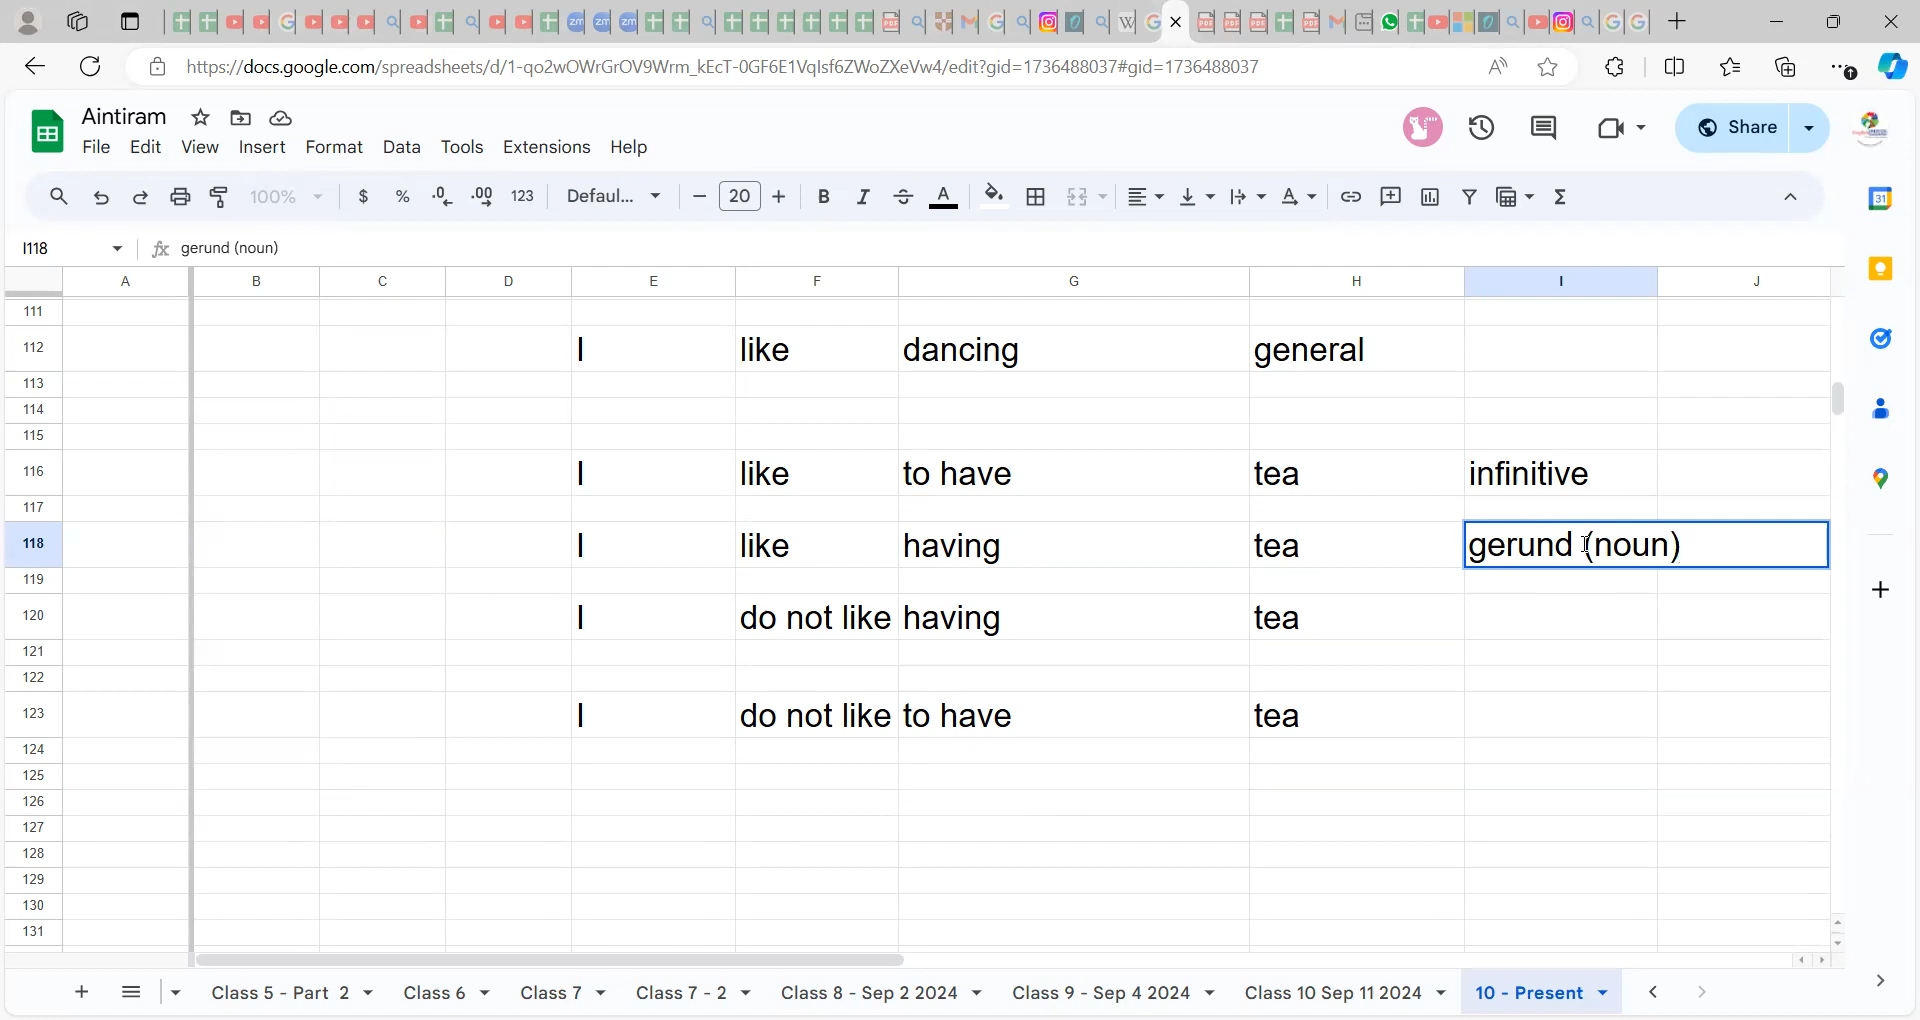 https://docs.google.com/spreadsheets/d/1-qo2wOWrGrOV9Wrm_kEcT-0GF6E1VqIsf6ZWoZXeVw4/edit?gid=1736488037#gid=1736488037
Aintiram
File Edit View Insert Format Data Tools Extensions Help
Share
100% $ % .0 .00 123 Defaul... 20 B I A
I118 fx gerund (noun)
A B C D E F G H I J
111
112 I like dancing general
113
114
115
116 I like to have tea infinitive
117
118 I like having tea gerund (noun)
119
120 I do not like having tea
121
122
123 I do not like to have tea
124
125
126
127
128
129
130
131
Class 5 - Part 2 Class 6 Class 7 Class 7 - 2 Class 8 - Sep 2 2024 Class 9 - Sep 4 2024 Class 10 Sep 11 2024 10 - Present